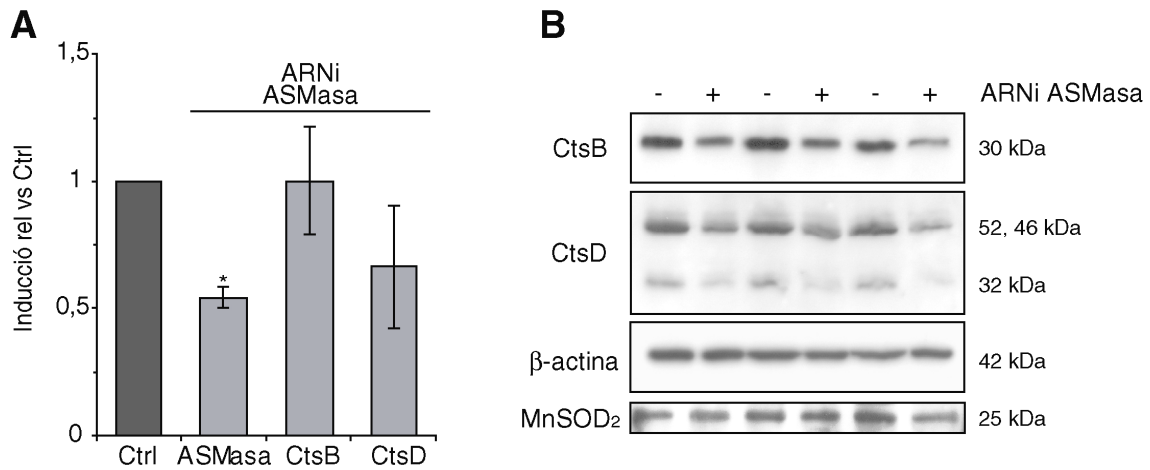 A
Inducció rel vs Ctrl
1,5
1
0,5
0
ARNi
ASMasa
*
Ctrl ASMasa CtsB CtsD
B
- + - + - + ARNi ASMasa
CtsB 30 kDa
CtsD 52, 46 kDa
32 kDa
β-actina 42 kDa
MnSOD2 25 kDa